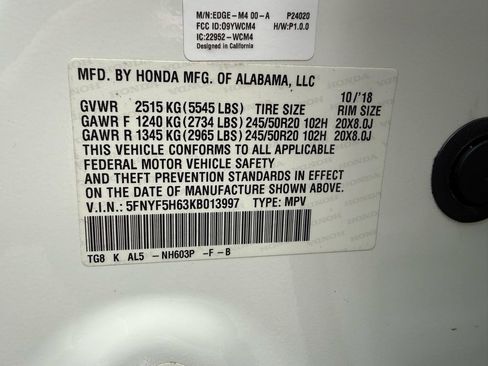 M/N:EDGE-M4 00-A P24020
FCC ID:O9YWCM4 H/W:P1.0.0
IC:22952-WCM4
Designed in California
MFD. BY HONDA MFG. OF ALABAMA, LLC
10/'18
GVWR 2515 KG(5545 LBS) TIRE SIZE RIM SIZE
GAWR F 1240 KG(2734 LBS)245/50R20 102H 20X8.0J
GAWR R 1345 KG(2965 LBS)245/50R20 102H 20X8.0J
THIS VEHICLE CONFORMS TO ALL APPLICABLE
FEDERAL MOTOR VEHICLE SAFETY
AND THEFT PREVENTION STANDARDS IN EFFECT
ON THE DATE OF MANUFACTURE SHOWN ABOVE.
V.I.N.: 5FNYF5H63KB013997 TYPE: MPV
TG8 K AL5 -NH603P -F-B